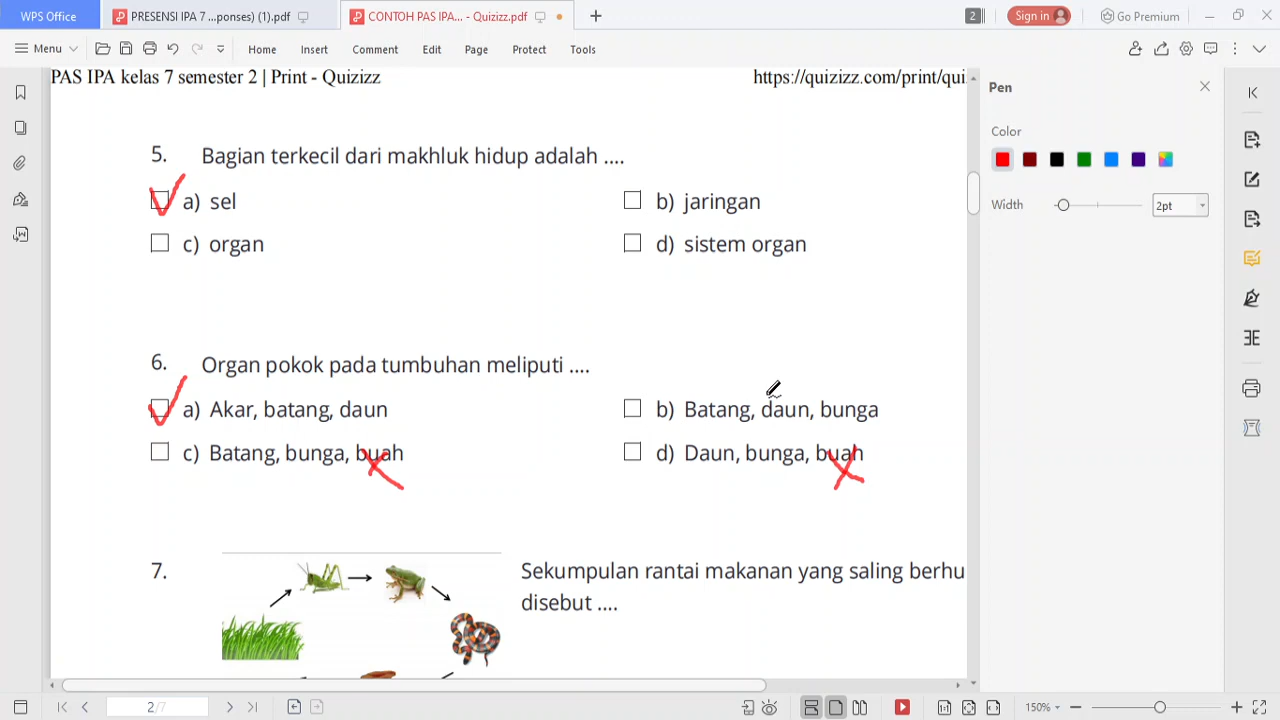 WPS Office
PRESENSI IPA 7 ...ponses) (1).pdf
CONTOH PAS IPA... - Quizizz.pdf
2
Sign in
Go Premium
Menu
Home
Insert
Comment
Edit
Page
Protect
Tools
PAS IPA kelas 7 semester 2 | Print - Quizizz
https://quizizz.com/print/qui
Pen
Color
Width
2pt
5. Bagian terkecil dari makhluk hidup adalah ....
a) sel
b) jaringan
c) organ
d) sistem organ
6. Organ pokok pada tumbuhan meliputi ....
a) Akar, batang, daun
b) Batang, daun, bunga
c) Batang, bunga, buah
d) Daun, bunga, buah
7. Sekumpulan rantai makanan yang saling berhu
disebut ....
2/7
150%